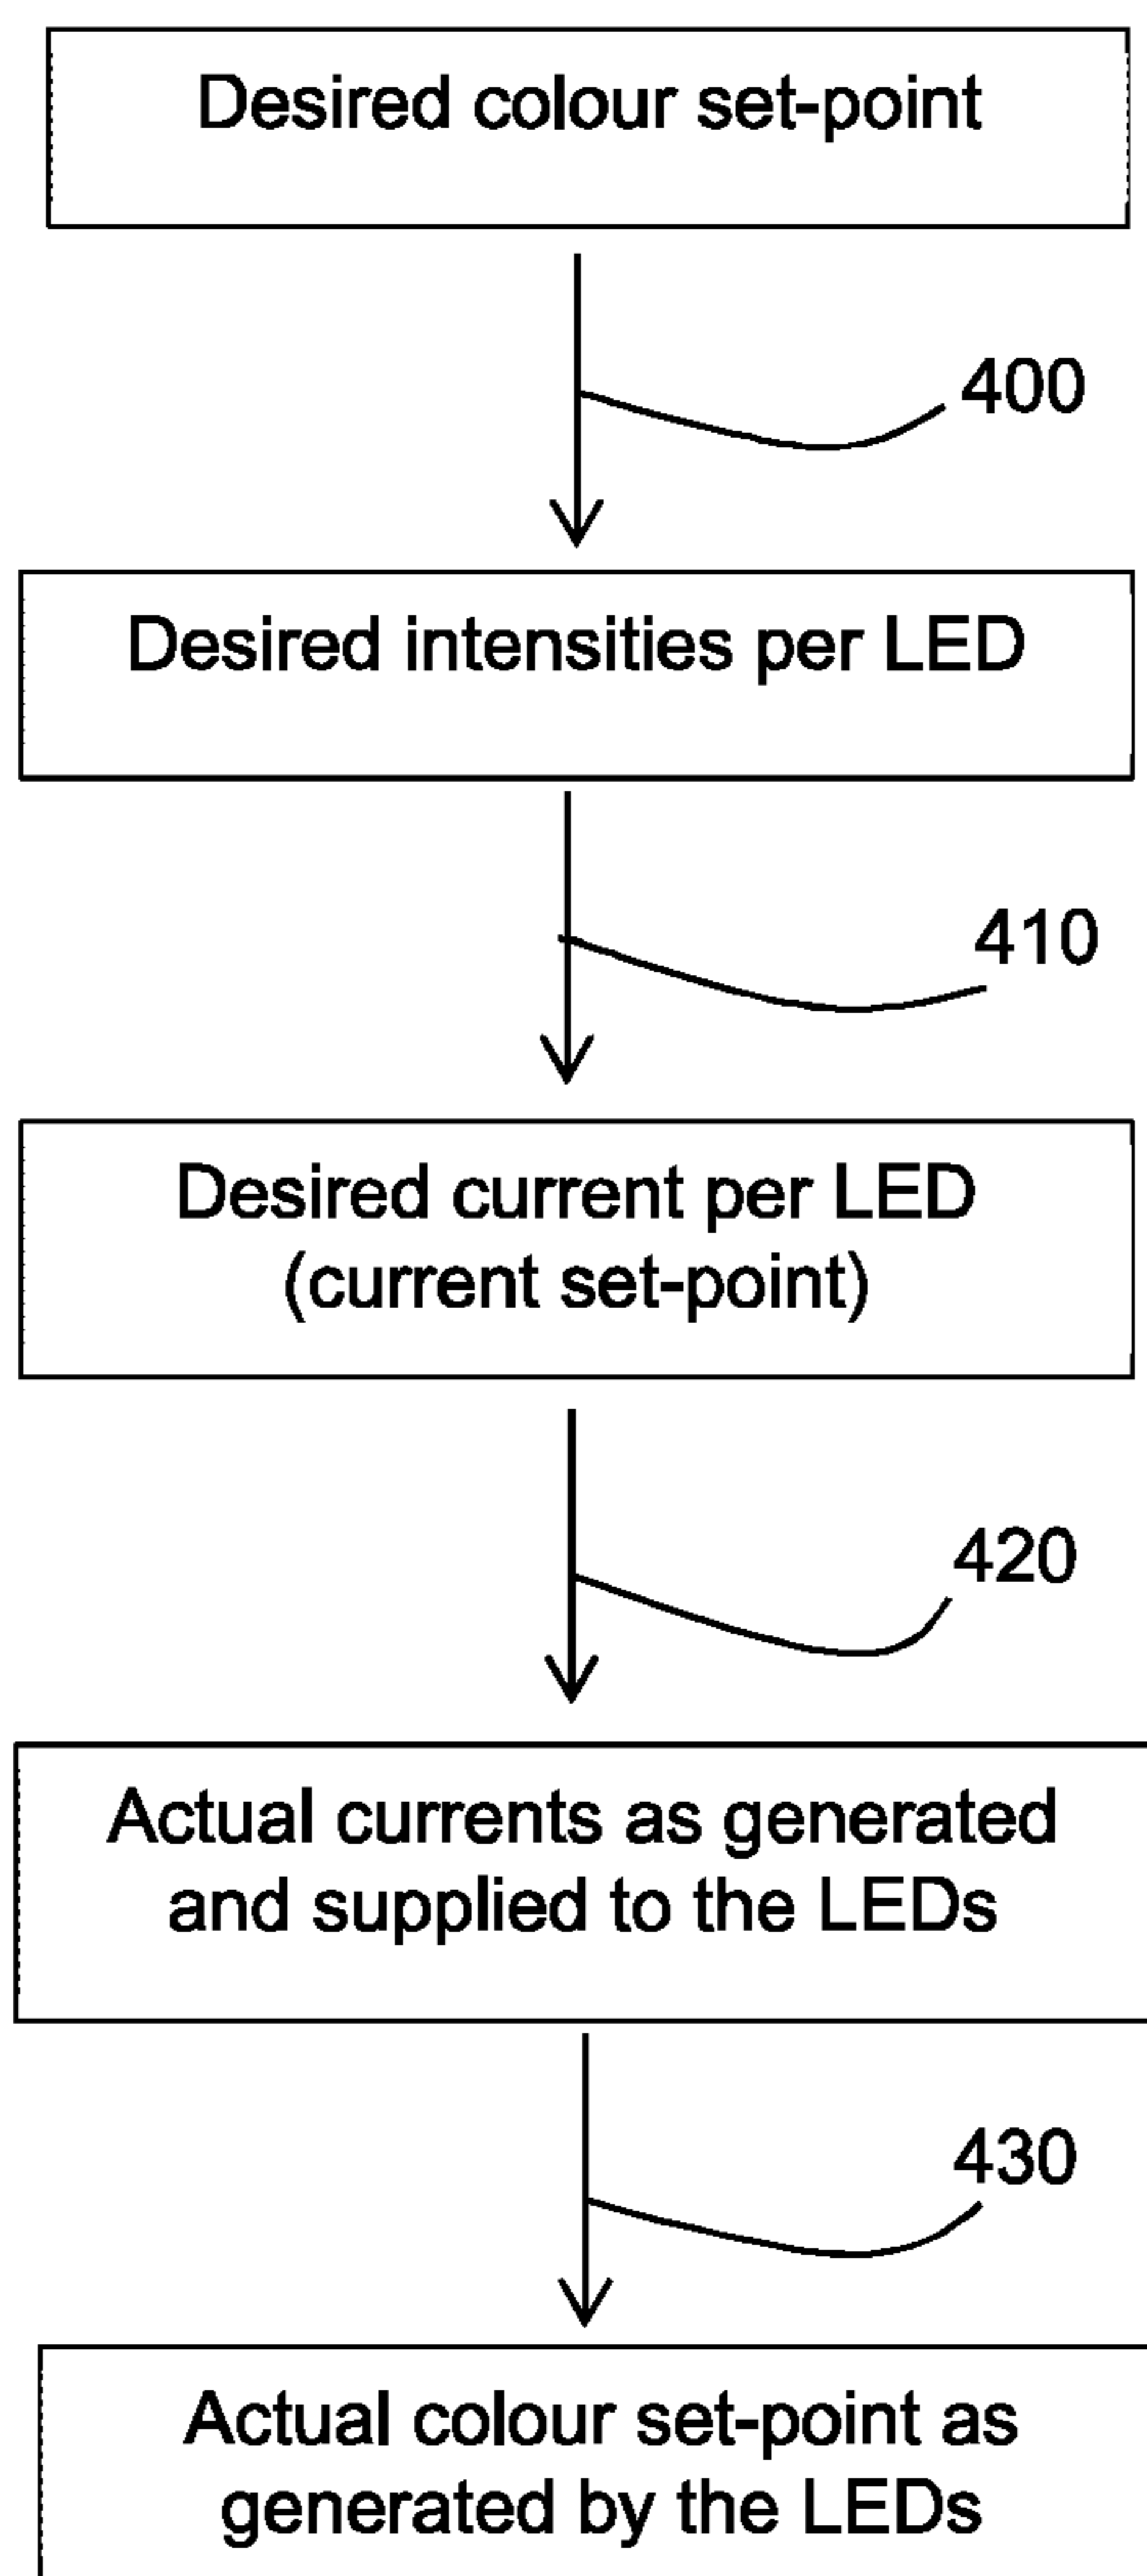 Desired colour set-point
400
Desired intensities per LED
410
Desired current per LED
(current set-point)
420
Actual currents as generated
and supplied to the LEDs
430
Actual colour set-point as
generated by the LEDs